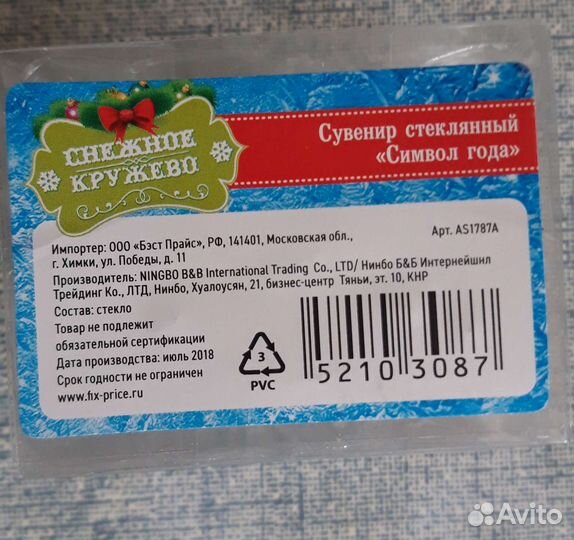 СНЕЖНОЕ
КРУЖЕВО
Сувенир стеклянный
«Символ года»
Импортер: ООО «Бэст Прайс», РФ, 141401, Московская обл.,
г. Химки, ул. Победы, д. 11
Арт. AS1787A
Производитель: NINGBO B&B International Trading Co., LTD/ Нинбо Б&Б Интернейшнл
Трейдинг Ко., ЛТД, Нинбо, Хуалоусян, 21, бизнес-центр Тяньи, эт. 10, КНР
Состав: стекло
Товар не подлежит
обязательной сертификации
Дата производства: июль 2018
Срок годности не ограничен
www.fix-price.ru
3
PVC
5210 3087
Avito